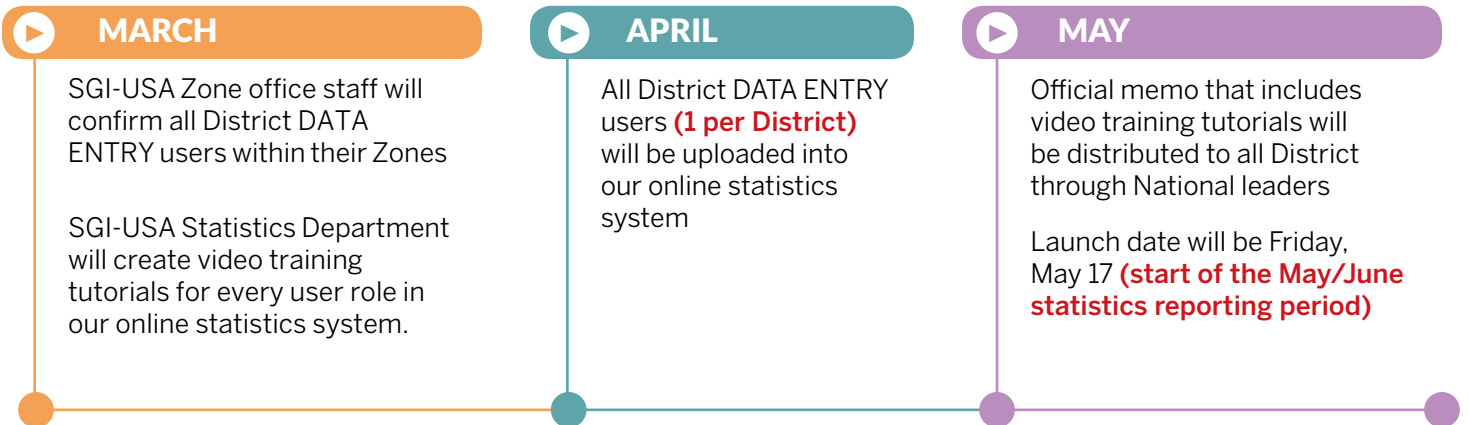 MARCH
SGI-USA Zone office staff will
confirm all District DATA
ENTRY users within their Zones
SGI-USA Statistics Department
will create video training
tutorials for every user role in
our online statistics system.
APRIL
All District DATA ENTRY
users (1 per District)
will be uploaded into
our online statistics
system
MAY
Official memo that includes
video training tutorials will
be distributed to all District
through National leaders
Launch date will be Friday,
May 17 (start of the May/June
statistics reporting period)